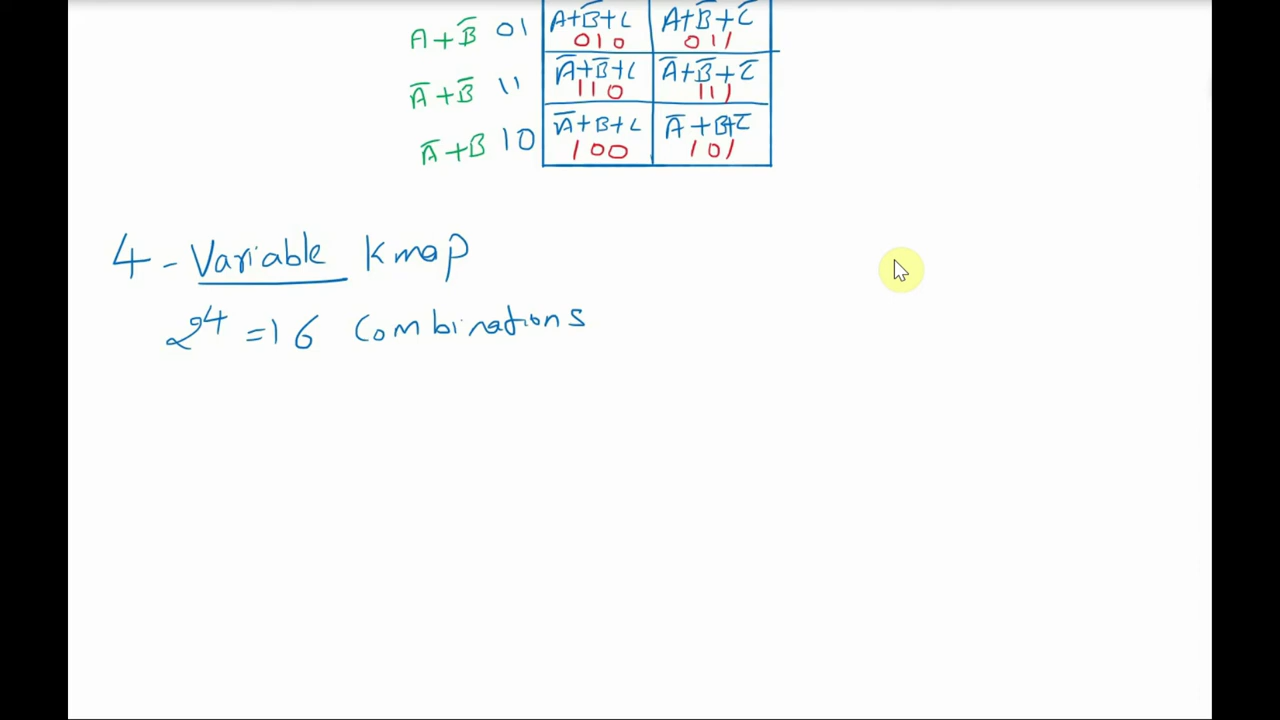 A+B̅ 01 A+B̅+C A+B̅+C̅
010 011
A̅+B̅ 11 A̅+B̅+C A̅+B̅+C̅
110 111
A̅+B 10 A̅+B+C A̅+B+C̅
100 101
4-Variable Kmap
2⁴=16 Combinations